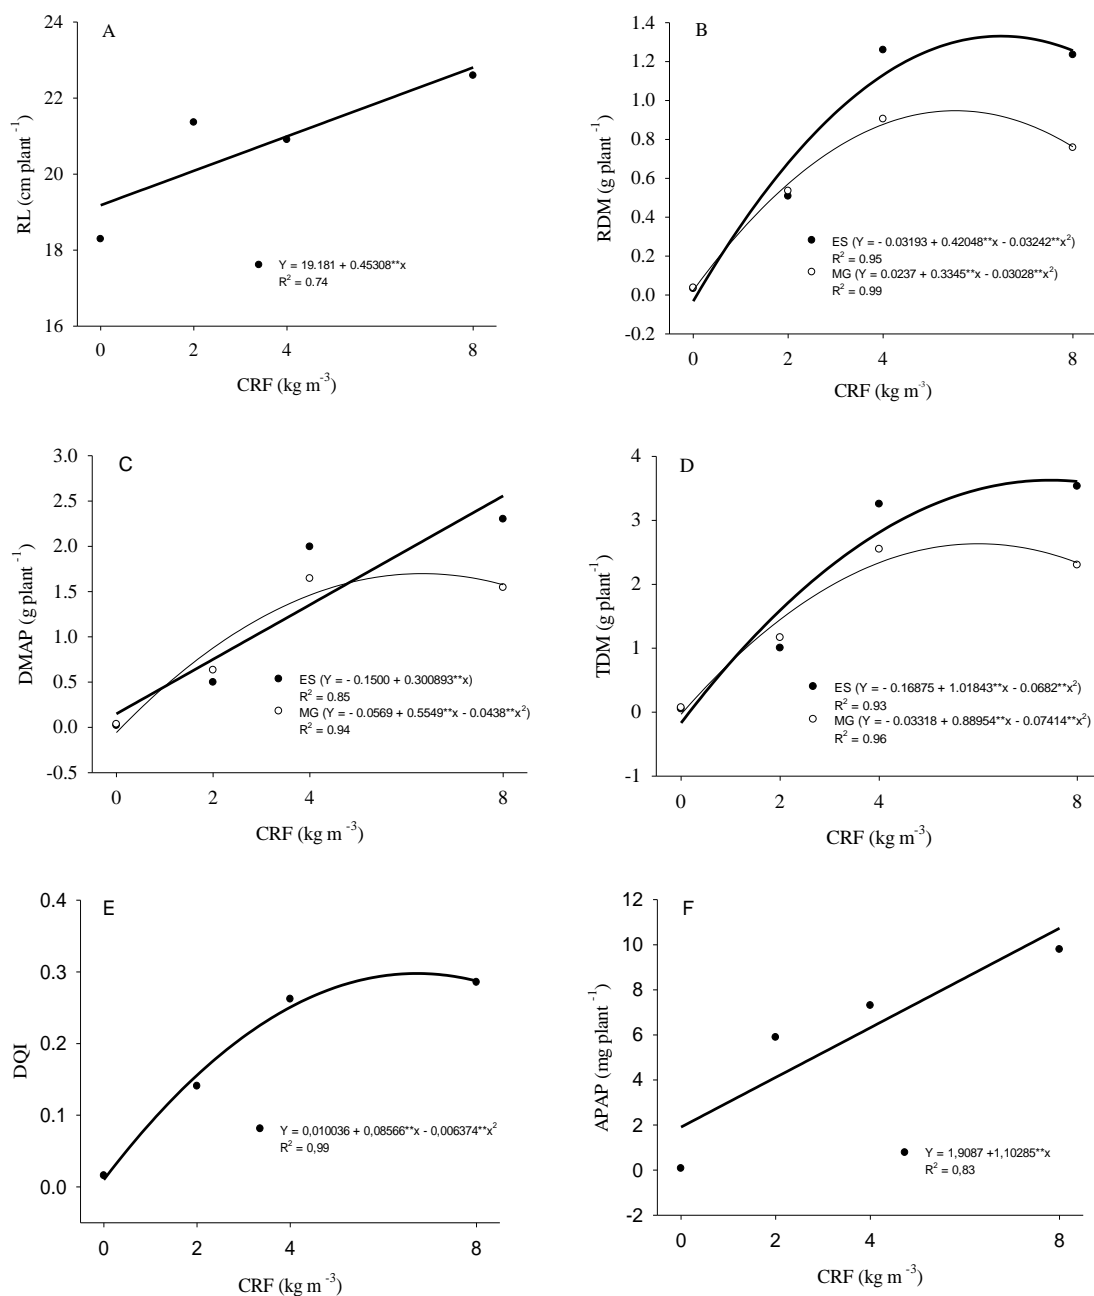 A
24
22
20
18
16
RL (cm plant⁻¹)
Y = 19.181 + 0.45308**x
R² = 0.74
0 2 4 8
CRF (kg m⁻³)
B
1.4
1.2
1.0
0.8
0.6
0.4
0.2
0.0
-0.2
RDM (g plant⁻¹)
ES (Y = - 0.03193 + 0.42048**x - 0.03242**x²)
R² = 0.95
MG (Y = 0.0237 + 0.3345**x - 0.03028**x²)
R² = 0.99
0 2 4 8
CRF (kg m⁻³)
C
3.0
2.5
2.0
1.5
1.0
0.5
0.0
-0.5
DMAP (g plant⁻¹)
ES (Y = - 0.1500 + 0.300893**x)
R² = 0.85
MG (Y = - 0.0569 + 0.5549**x - 0.0438**x²)
R² = 0.94
0 2 4 8
CRF (kg m⁻³)
D
4
3
2
1
0
-1
TDM (g plant⁻¹)
ES (Y = - 0.16875 + 1.01843**x - 0.0682**x²)
R² = 0.93
MG (Y = - 0.03318 + 0.88954**x - 0.07414**x²)
R² = 0.96
0 2 4 8
CRF (kg m⁻³)
E
0.4
0.3
0.2
0.1
0.0
DQI
Y = 0,010036 + 0,08566**x - 0,006374**x²
R² = 0,99
0 2 4 8
CRF (kg m⁻³)
F
12
10
8
6
4
2
0
-2
APAP (mg plant⁻¹)
Y = 1,9087 +1,10285**x
R² = 0,83
0 2 4 8
CRF (kg m⁻³)